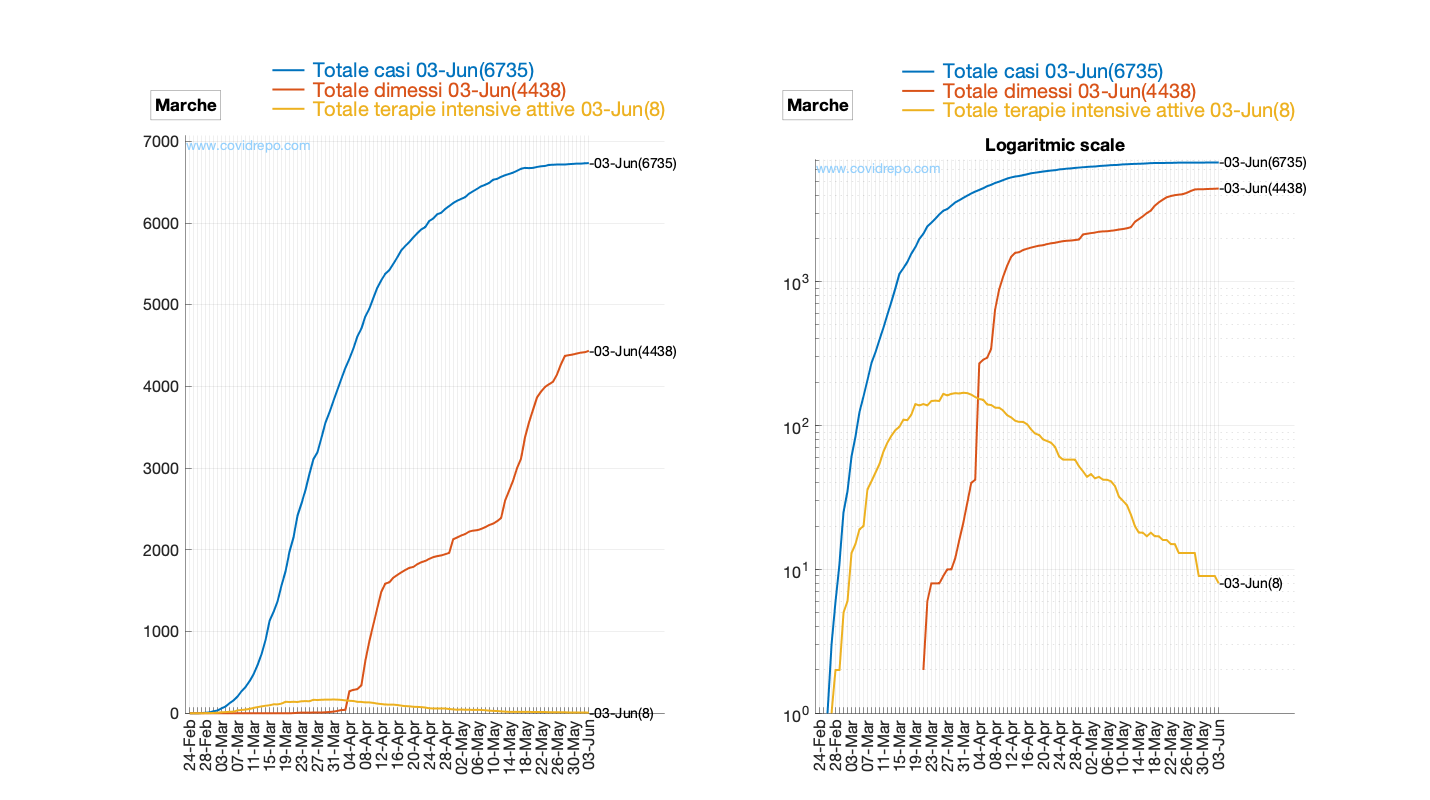 Totale casi 03-Jun(6735)
Totale dimessi 03-Jun(4438)
Totale terapie intensive attive 03-Jun(8)
Marche
www.covidrepo.com
7000
6000
5000
4000
3000
2000
1000
0
-03-Jun(6735)
-03-Jun(4438)
-03-Jun(8)
24-Feb
28-Feb
03-Mar
07-Mar
11-Mar
15-Mar
19-Mar
23-Mar
27-Mar
31-Mar
04-Apr
08-Apr
12-Apr
16-Apr
20-Apr
24-Apr
28-Apr
02-May
06-May
10-May
14-May
18-May
22-May
26-May
30-May
03-Jun
Totale casi 03-Jun(6735)
Totale dimessi 03-Jun(4438)
Totale terapie intensive attive 03-Jun(8)
Marche
Logaritmic scale
www.covidrepo.com
10³
10²
10¹
10⁰
-03-Jun(6735)
-03-Jun(4438)
-03-Jun(8)
24-Feb
28-Feb
03-Mar
07-Mar
11-Mar
15-Mar
19-Mar
23-Mar
27-Mar
31-Mar
04-Apr
08-Apr
12-Apr
16-Apr
20-Apr
24-Apr
28-Apr
02-May
06-May
10-May
14-May
18-May
22-May
26-May
30-May
03-Jun